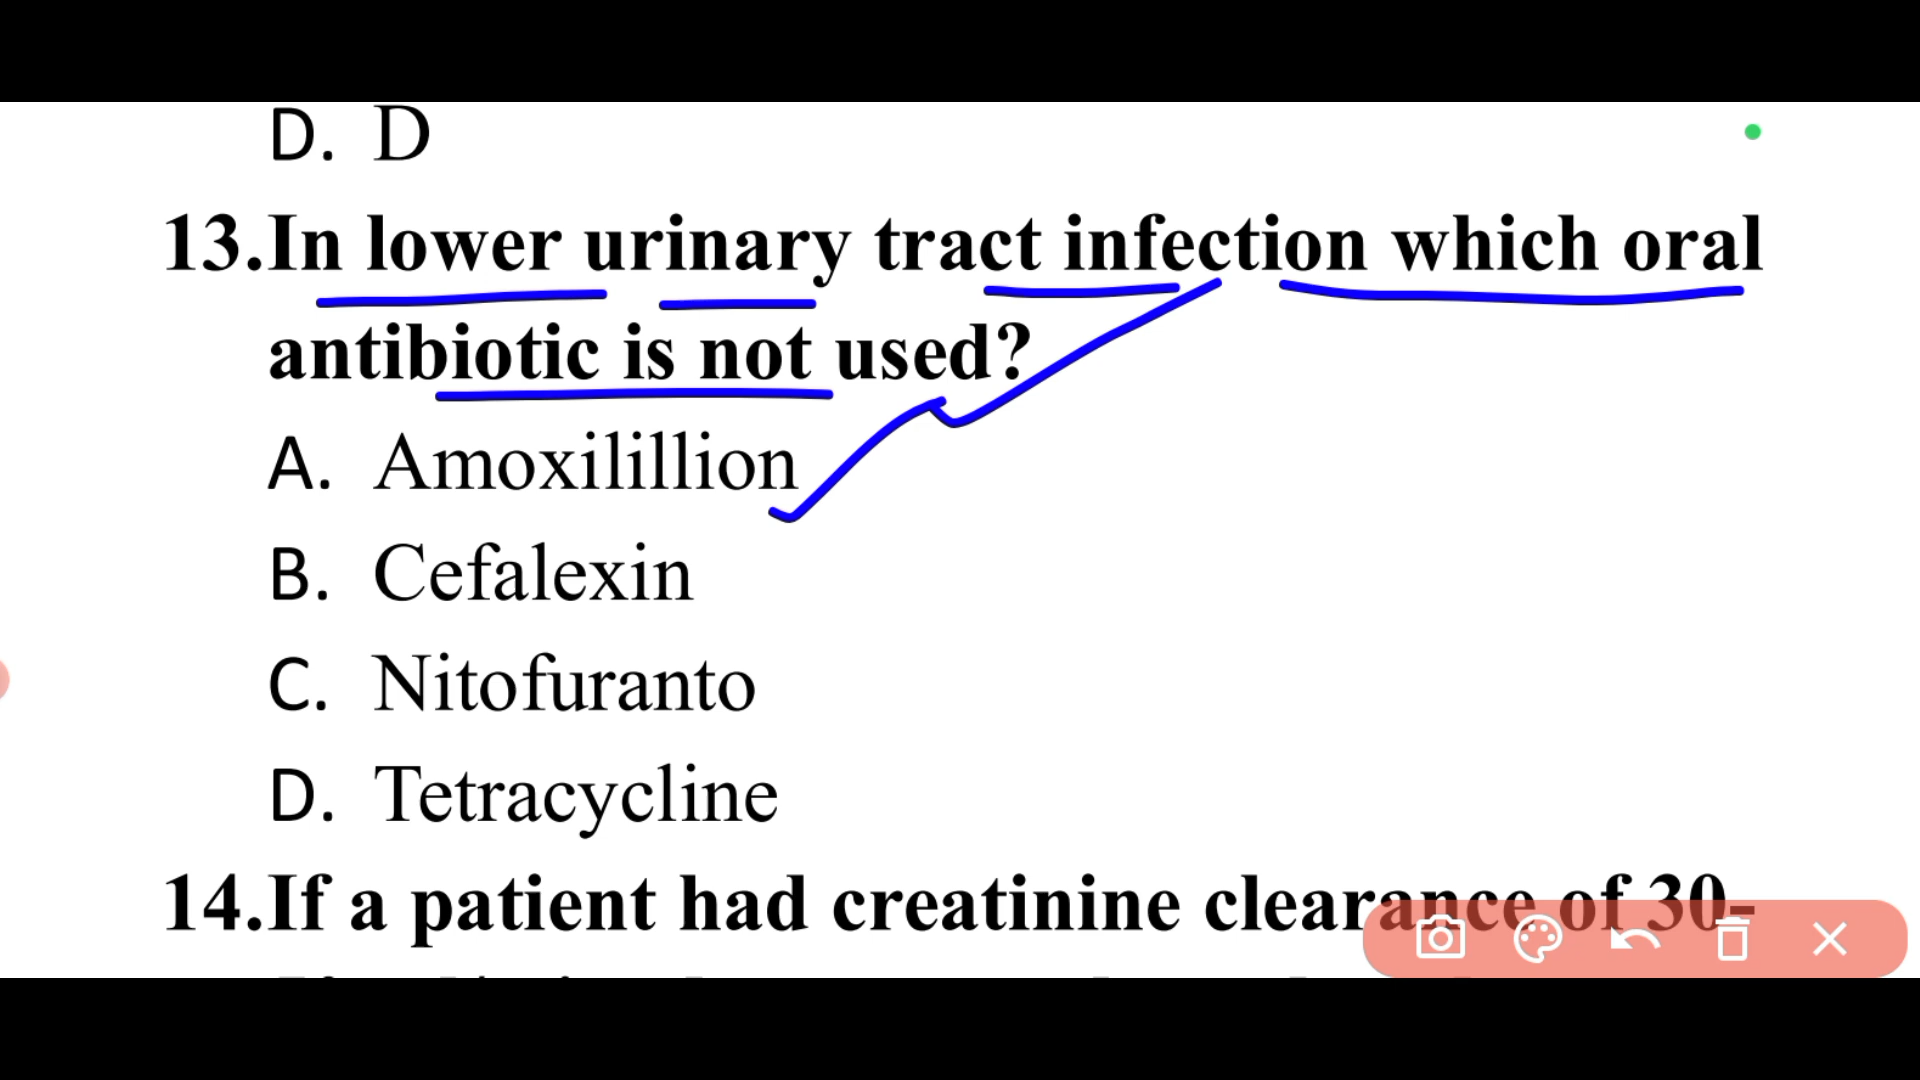 D. D
13.In lower urinary tract infection which oral
antibiotic is not used?
A. Amoxilillion
B. Cefalexin
C. Nitofuranto
D. Tetracycline
14.If a patient had creatinine clearance of 30-